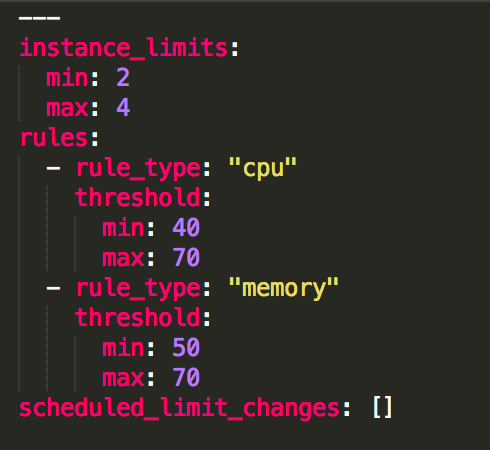 ---
instance_limits:
  min: 2
  max: 4
rules:
  - rule_type: "cpu"
    threshold:
      min: 40
      max: 70
  - rule_type: "memory"
    threshold:
      min: 50
      max: 70
scheduled_limit_changes: []